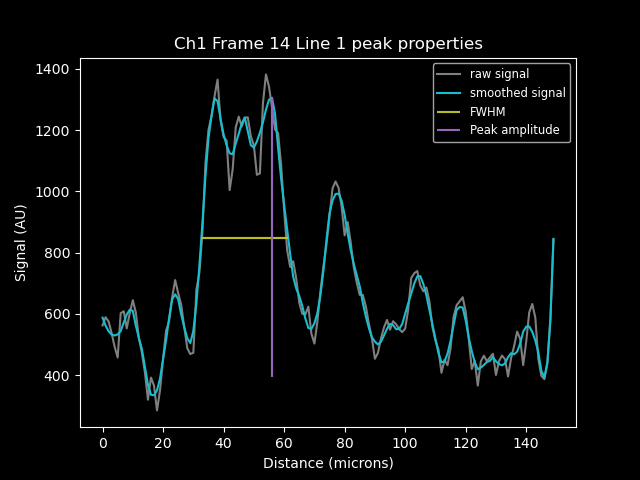 Ch1 Frame 14 Line 1 peak properties
raw signal
smoothed signal
FWHM
Peak amplitude
1400
1200
1000
800
600
400
Signal (AU)
0 20 40 60 80 100 120 140
Distance (microns)